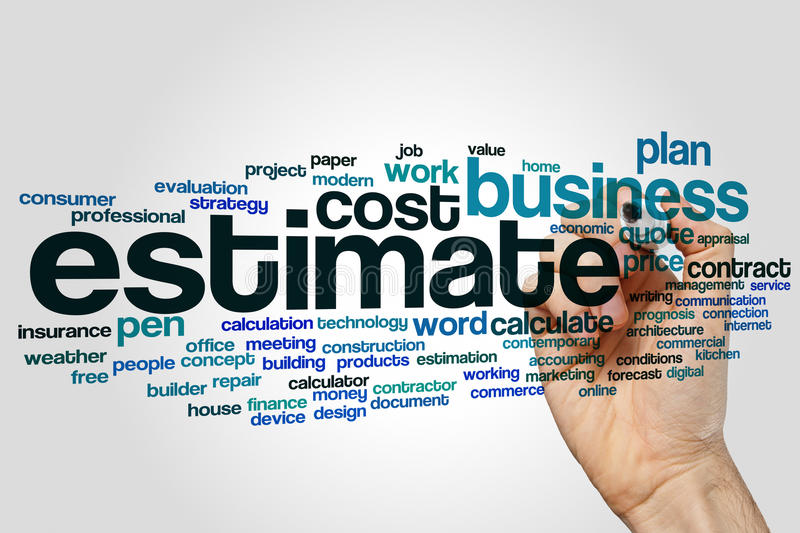 plan
job
value
paper
work
home
project
modern
business
evaluation
consumer
strategy
cost
professional
economic
quote
appraisal
estimate
price
contract
management
service
writing
communication
insurance
pen
calculation
technology
word
calculate
prognosis
connection
internet
architecture
weather
office
meeting
construction
contemporary
commercial
people
concept
building
products
estimation
accounting
conditions
kitchen
free
builder
repair
calculator
contractor
working
marketing
forecast
digital
house
finance
money
document
commerce
online
device
design
dreamstime